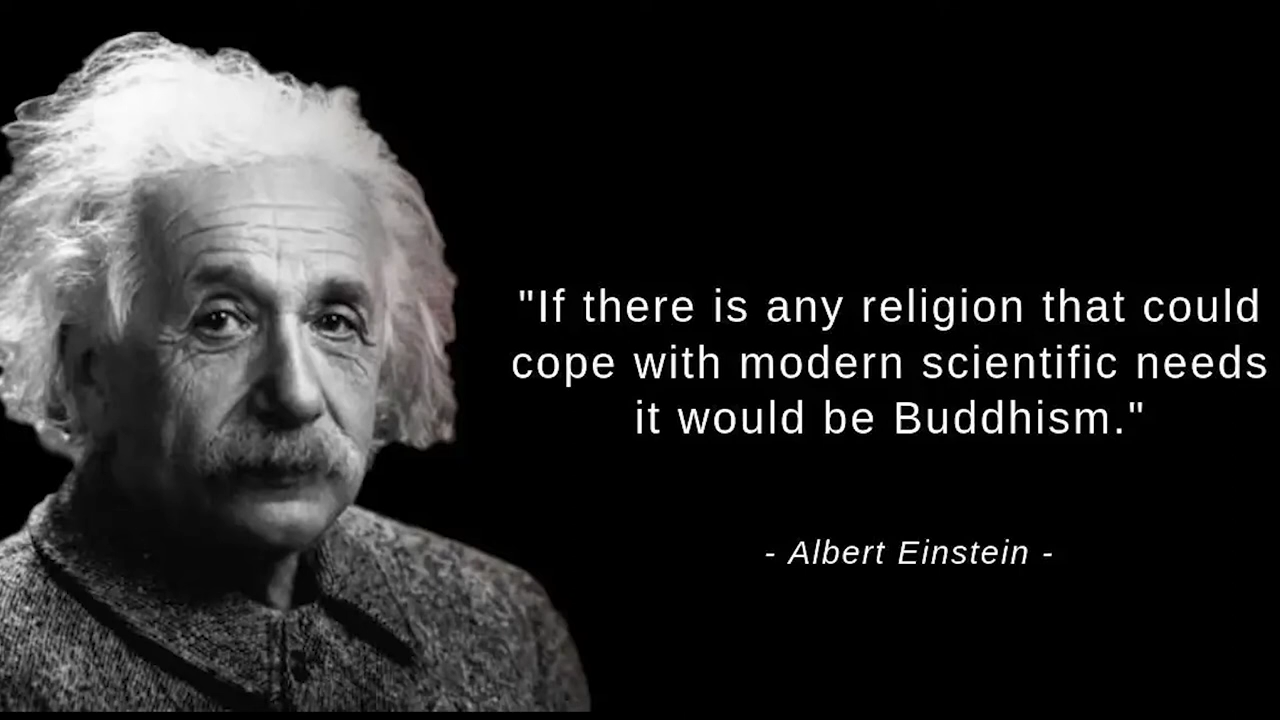 "If there is any religion that could
cope with modern scientific needs
it would be Buddhism."
- Albert Einstein -